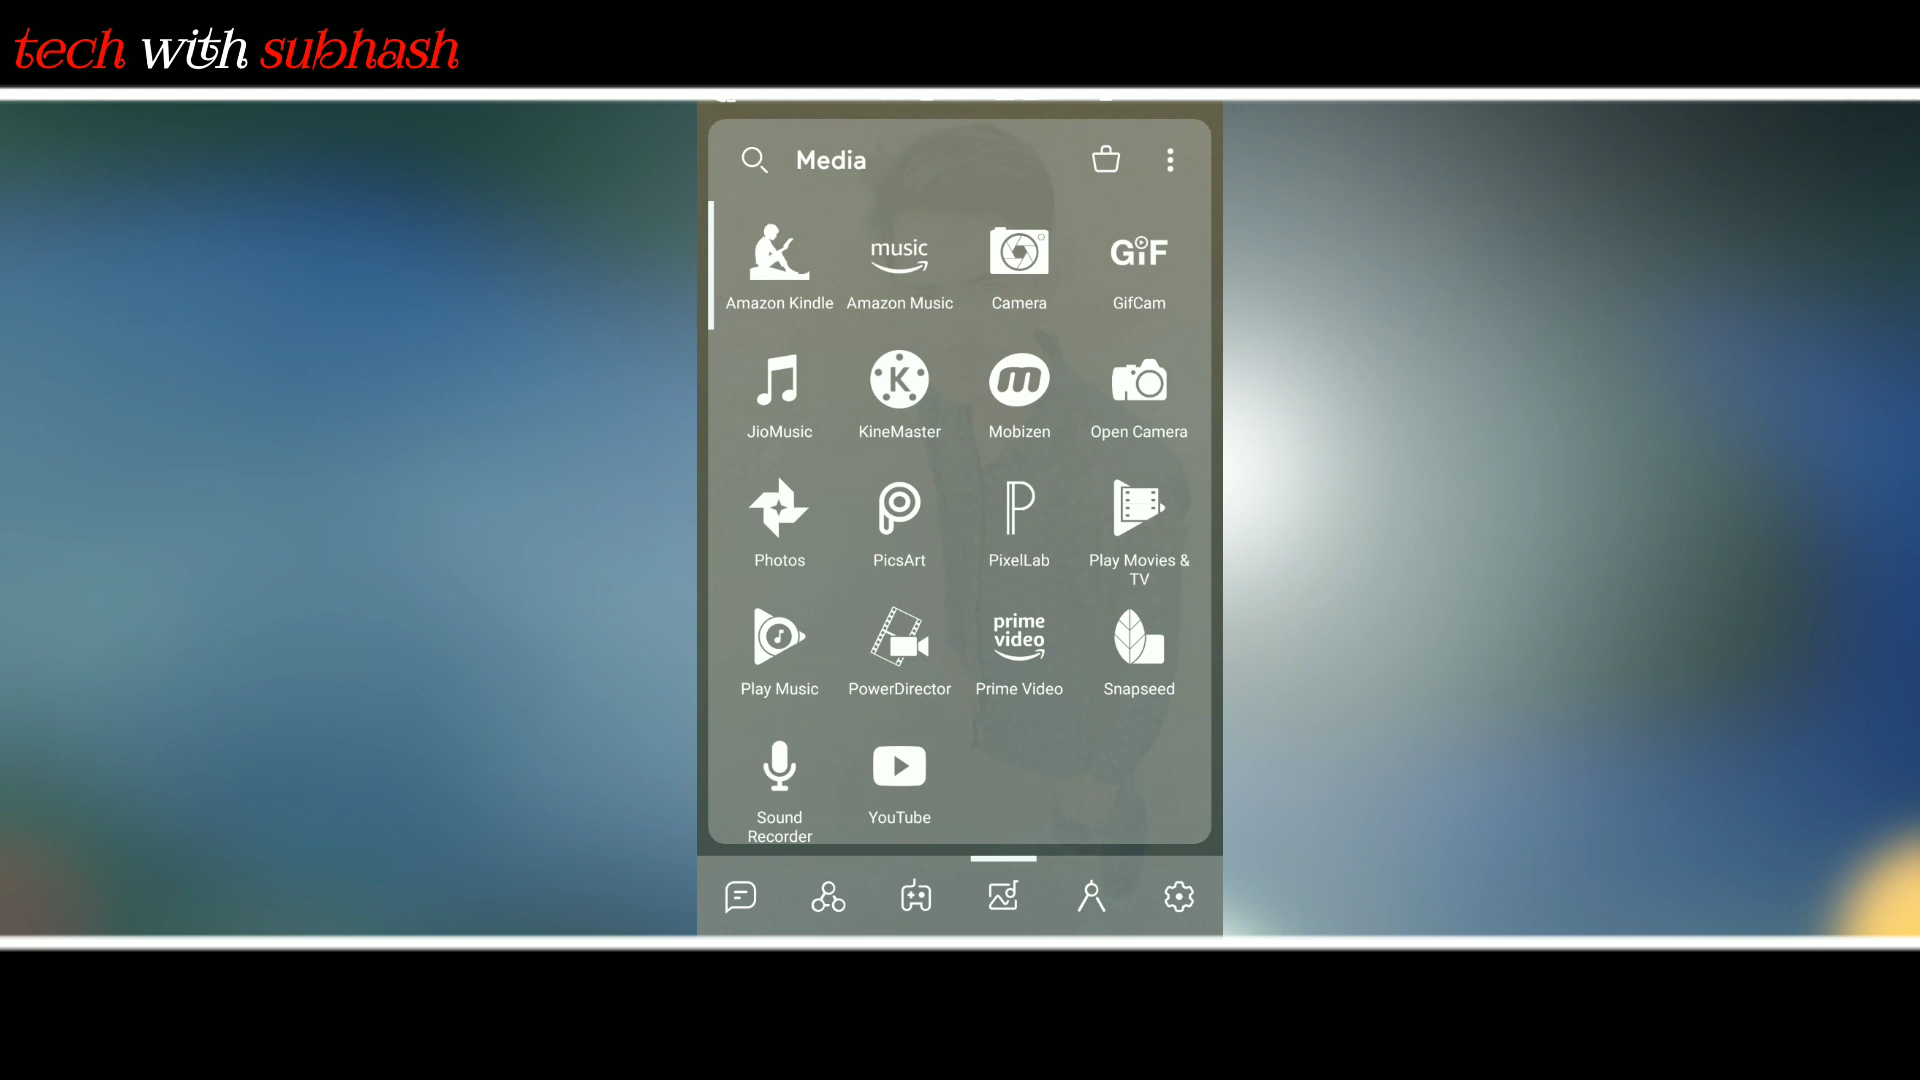 tech with subhash
Media
music
GiF
Amazon Kindle
Amazon Music
Camera
GifCam
K
m
JioMusic
KineMaster
Mobizen
Open Camera
P
Photos
PicsArt
PixelLab
Play Movies &
TV
prime
video
Play Music
PowerDirector
Prime Video
Snapseed
Sound
Recorder
YouTube